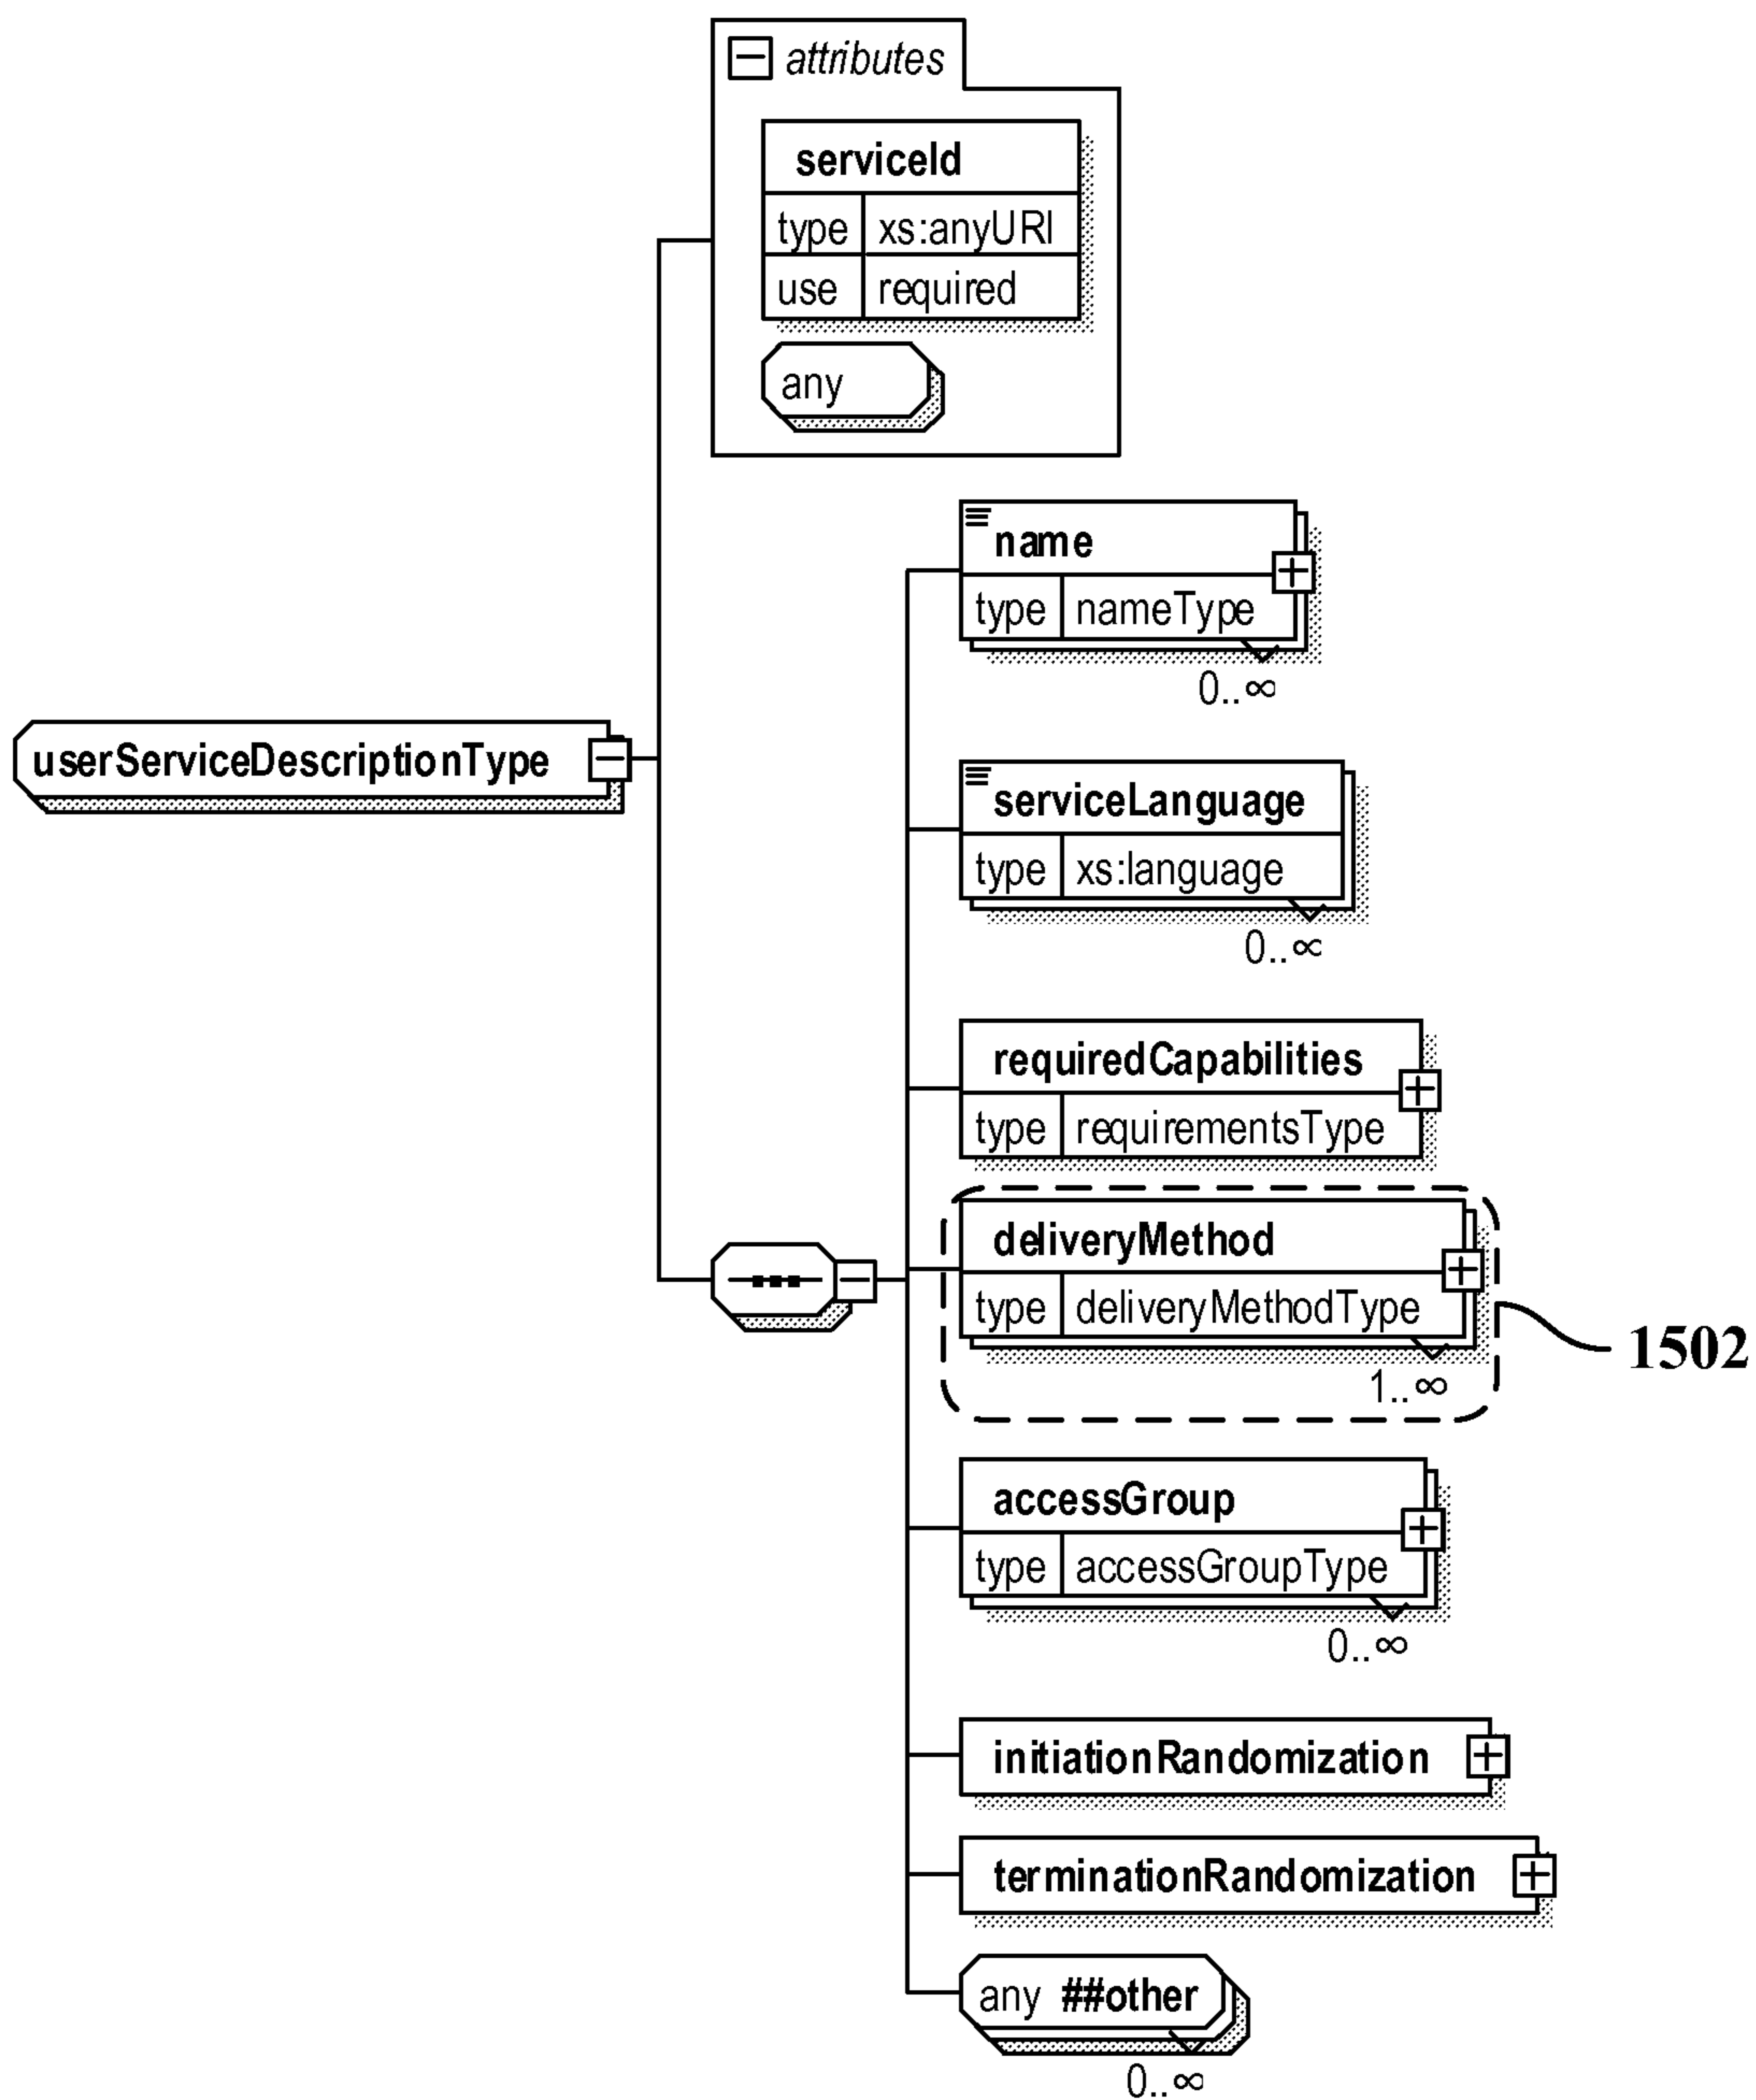 attributes
serviceId
type xs:anyURI
use required
any
name
type nameType
0..∞
userServiceDescriptionType
serviceLanguage
type xs:language
0..∞
requiredCapabilities
type requirementsType
deliveryMethod
type deliveryMethodType
1..∞
1502
accessGroup
type accessGroupType
0..∞
initiationRandomization
terminationRandomization
any ##other
0..∞